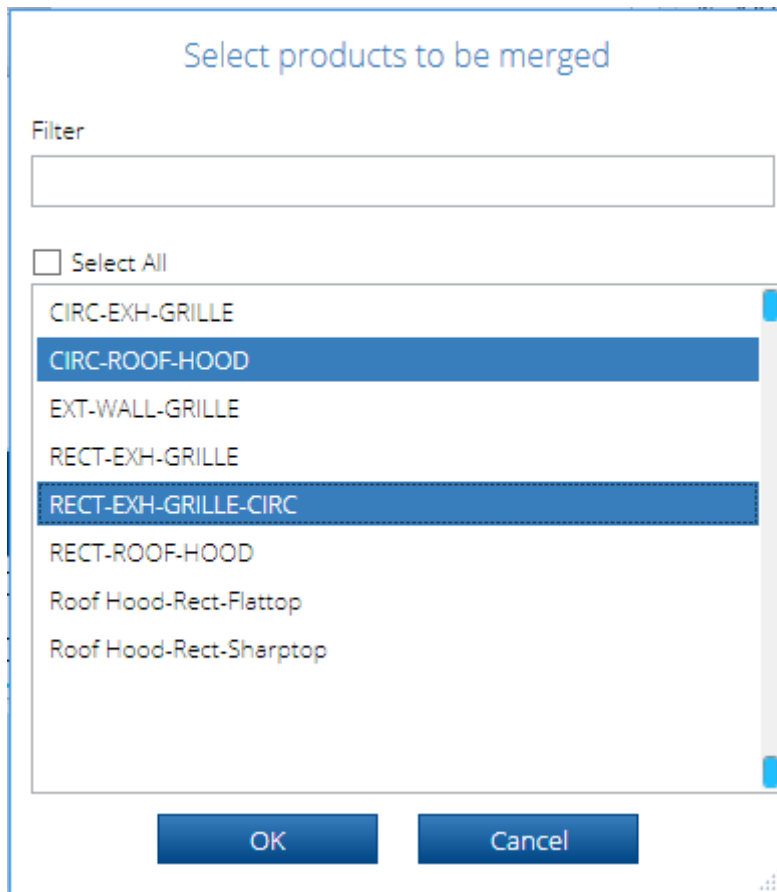 Select products to be merged
Filter
Select All
CIRC-EXH-GRILLE
CIRC-ROOF-HOOD
EXT-WALL-GRILLE
RECT-EXH-GRILLE
RECT-EXH-GRILLE-CIRC
RECT-ROOF-HOOD
Roof Hood-Rect-Flattop
Roof Hood-Rect-Sharptop
OK Cancel